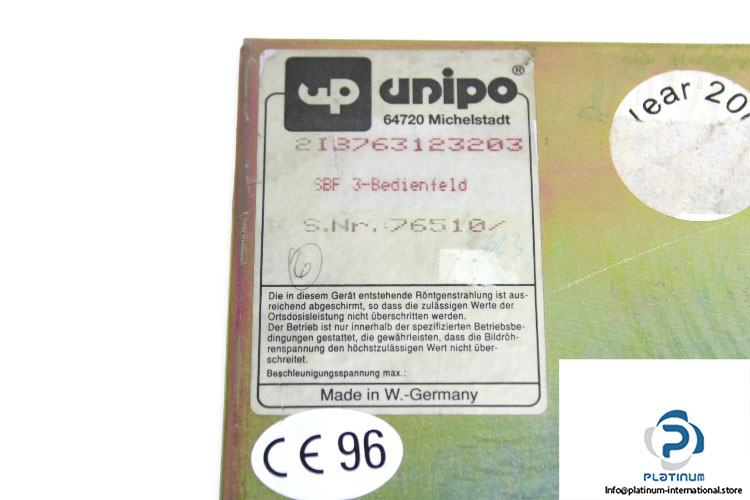 unipo®
64720 Michelstadt
2IB763123203
SBF 3-Bedienfeld
S.Nr. 76510/
623
6
Die in diesem Gerät entstehende Röntgenstrahlung ist aus-
reichend abgeschirmt, so dass die zulässigen Werte der
Ortsdosisleistung nicht überschritten werden.
Der Betrieb ist nur innerhalb der spezifizierten Betriebsbe-
dingungen gestattet, die gewährleisten, dass die Bildröh-
renspannung den höchstzulässigen Wert nicht über-
schreitet.
Beschleunigungsspannung max.:
Made in W.-Germany
CE 96
PLATINUM
Info@platinum-international.store